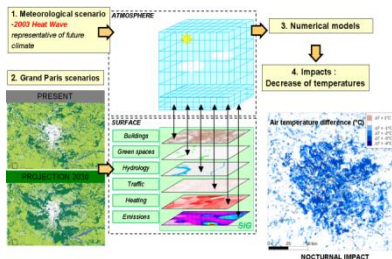 1. Meteorological scenario
-2003 Heat Wave
representative of future
climate
2. Grand Paris scenarios
PRESENT
PROJECTION 2030
ATMOSPHERE
SURFACE
Buildings
Green spaces
Hydrology
Traffic
Heating
Emissions
SIG
3. Numerical models
4. Impacts :
Decrease of temperatures
Air temperature difference (°C)
NOCTURNAL IMPACT